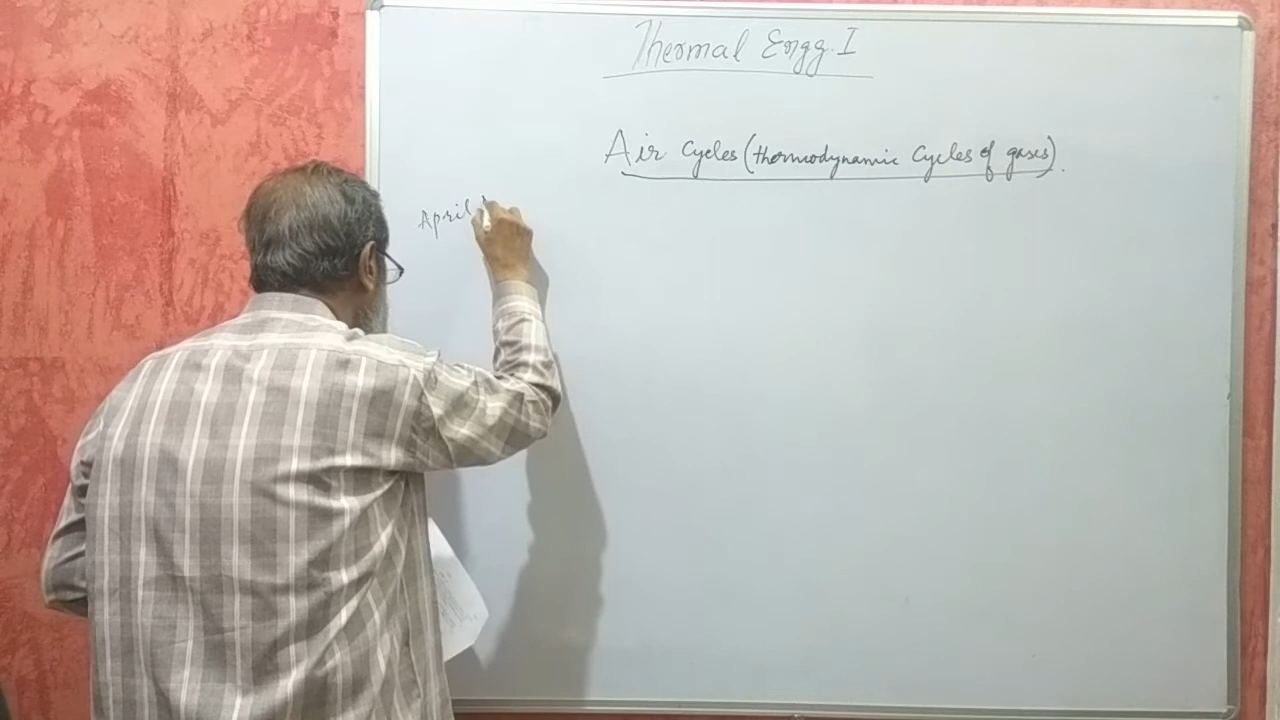 Thermal Engg. I
Air Cycles (thermodynamic Cycles of gases).
April